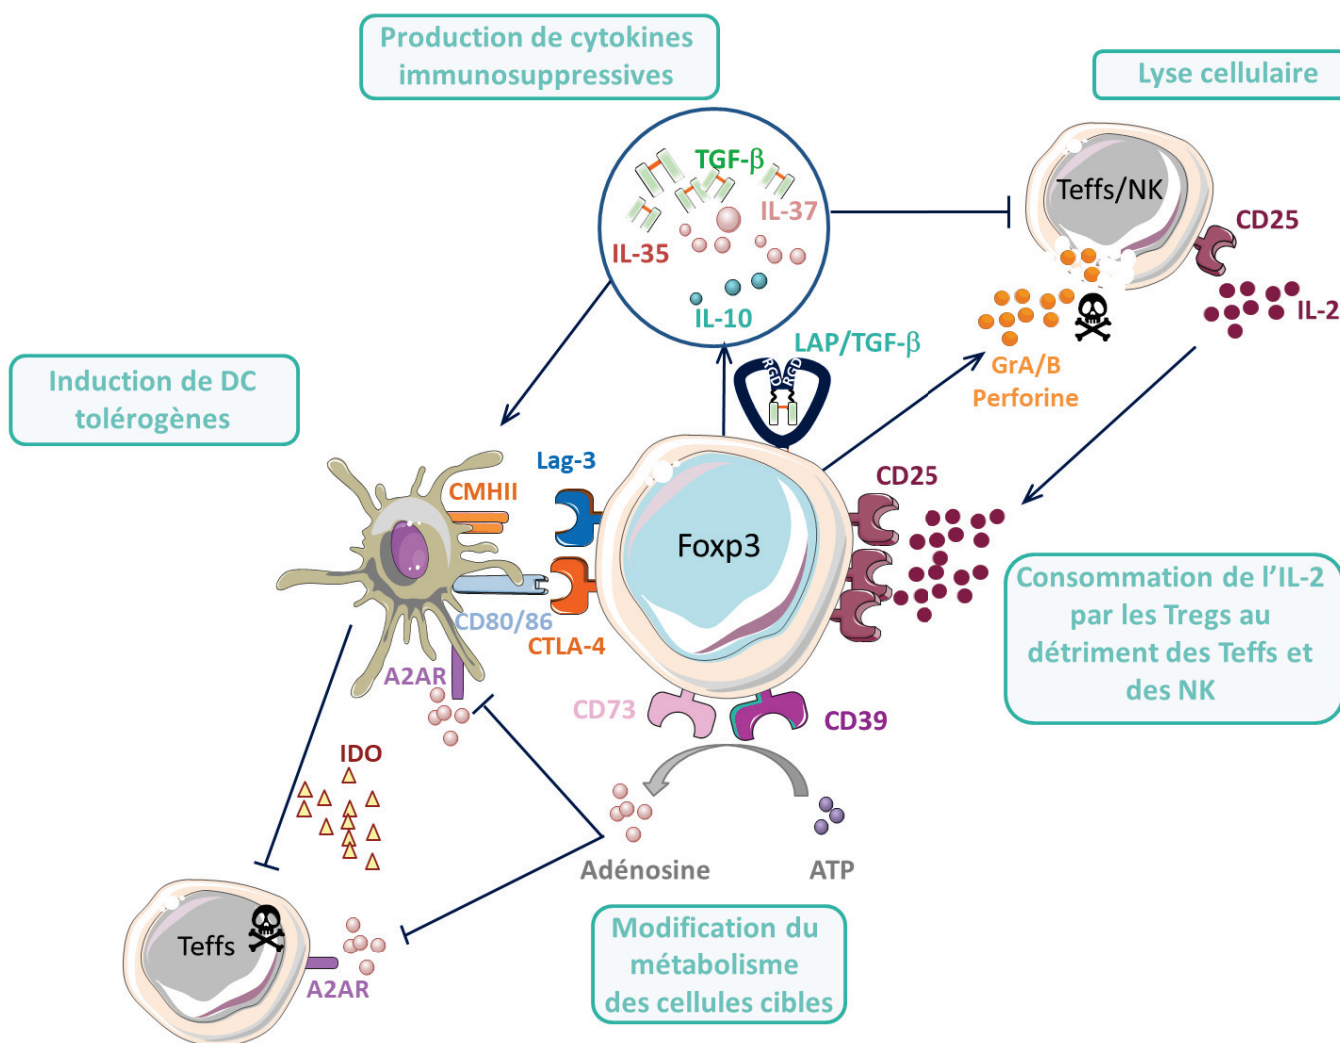 Production de cytokines
immunosuppressives
Lyse cellulaire
TGF-β
IL-37
IL-35
IL-10
Teffs/NK
CD25
IL-2
GrA/B
Perforine
LAP/TGF-β
RGD
RGD
Induction de DC
tolérogènes
Lag-3
CMHII
CD25
Foxp3
CD80/86
CTLA-4
A2AR
Consommation de l'IL-2
par les Tregs au
détriment des Teffs et
des NK
CD73
CD39
IDO
Adénosine
ATP
Teffs
A2AR
Modification du
métabolisme
des cellules cibles